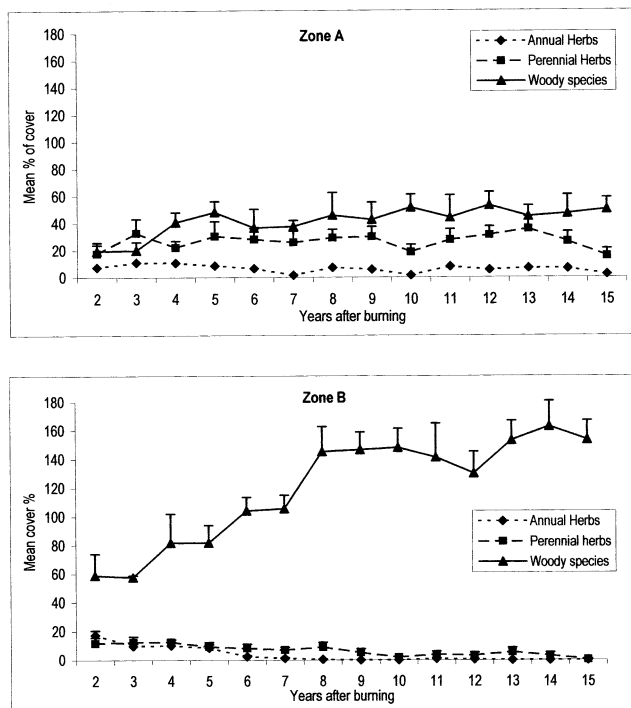 Zone A
Annual Herbs
Perennial Herbs
Woody species
Mean % of cover
180
160
140
120
100
80
60
40
20
0
2 3 4 5 6 7 8 9 10 11 12 13 14 15
Years after burning
Zone B
Annual Herbs
Perennial herbs
Woody species
Mean cover %
180
160
140
120
100
80
60
40
20
0
2 3 4 5 6 7 8 9 10 11 12 13 14 15
Years after burning